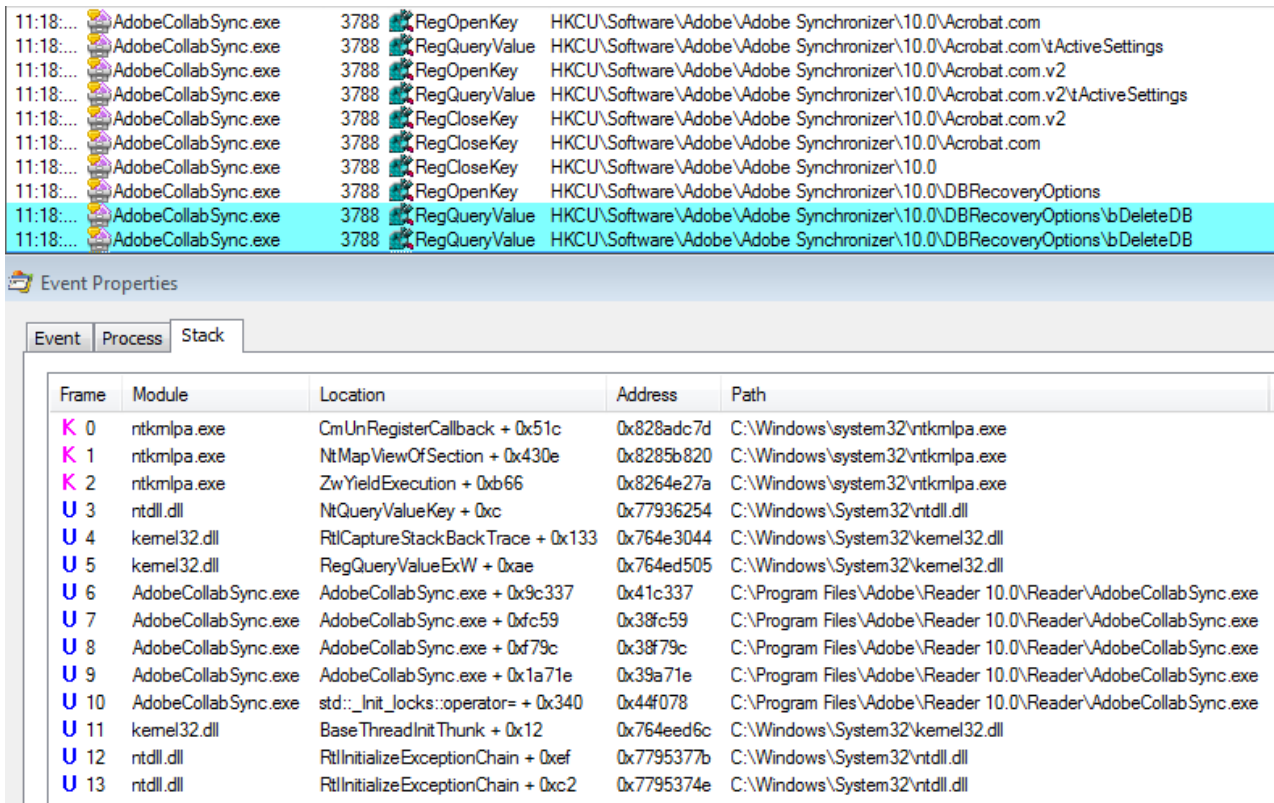 11:18:... AdobeCollabSync.exe 3788 RegOpenKey HKCU\Software\Adobe\Adobe Synchronizer\10.0\Acrobat.com
11:18:... AdobeCollabSync.exe 3788 RegQueryValue HKCU\Software\Adobe\Adobe Synchronizer\10.0\Acrobat.com\tActiveSettings
11:18:... AdobeCollabSync.exe 3788 RegOpenKey HKCU\Software\Adobe\Adobe Synchronizer\10.0\Acrobat.com.v2
11:18:... AdobeCollabSync.exe 3788 RegQueryValue HKCU\Software\Adobe\Adobe Synchronizer\10.0\Acrobat.com.v2\tActiveSettings
11:18:... AdobeCollabSync.exe 3788 RegCloseKey HKCU\Software\Adobe\Adobe Synchronizer\10.0\Acrobat.com.v2
11:18:... AdobeCollabSync.exe 3788 RegCloseKey HKCU\Software\Adobe\Adobe Synchronizer\10.0\Acrobat.com
11:18:... AdobeCollabSync.exe 3788 RegCloseKey HKCU\Software\Adobe\Adobe Synchronizer\10.0
11:18:... AdobeCollabSync.exe 3788 RegOpenKey HKCU\Software\Adobe\Adobe Synchronizer\10.0\DBRecoveryOptions
11:18:... AdobeCollabSync.exe 3788 RegQueryValue HKCU\Software\Adobe\Adobe Synchronizer\10.0\DBRecoveryOptions\bDeleteDB
11:18:... AdobeCollabSync.exe 3788 RegQueryValue HKCU\Software\Adobe\Adobe Synchronizer\10.0\DBRecoveryOptions\bDeleteDB
Event Properties
Event Process Stack
Frame Module Location Address Path
K 0 ntkrnlpa.exe CmUnRegisterCallback + 0x51c 0x828adc7d C:\Windows\system32\ntkrnlpa.exe
K 1 ntkrnlpa.exe NtMapViewOfSection + 0x430e 0x8285b820 C:\Windows\system32\ntkrnlpa.exe
K 2 ntkrnlpa.exe ZwYieldExecution + 0xb66 0x8264e27a C:\Windows\system32\ntkrnlpa.exe
U 3 ntdll.dll NtQueryValueKey + 0xc 0x77936254 C:\Windows\System32\ntdll.dll
U 4 kernel32.dll RtlCaptureStackBackTrace + 0x133 0x764e3044 C:\Windows\System32\kernel32.dll
U 5 kernel32.dll RegQueryValueExW + 0xae 0x764ed505 C:\Windows\System32\kernel32.dll
U 6 AdobeCollabSync.exe AdobeCollabSync.exe + 0x9c337 0x41c337 C:\Program Files\Adobe\Reader 10.0\Reader\AdobeCollabSync.exe
U 7 AdobeCollabSync.exe AdobeCollabSync.exe + 0xfc59 0x38fc59 C:\Program Files\Adobe\Reader 10.0\Reader\AdobeCollabSync.exe
U 8 AdobeCollabSync.exe AdobeCollabSync.exe + 0xf79c 0x38f79c C:\Program Files\Adobe\Reader 10.0\Reader\AdobeCollabSync.exe
U 9 AdobeCollabSync.exe AdobeCollabSync.exe + 0x1a71e 0x39a71e C:\Program Files\Adobe\Reader 10.0\Reader\AdobeCollabSync.exe
U 10 AdobeCollabSync.exe std::_Init_locks::operator= + 0x340 0x44f078 C:\Program Files\Adobe\Reader 10.0\Reader\AdobeCollabSync.exe
U 11 kernel32.dll BaseThreadInitThunk + 0x12 0x764eed6c C:\Windows\System32\kernel32.dll
U 12 ntdll.dll RtlInitializeExceptionChain + 0xef 0x7795377b C:\Windows\System32\ntdll.dll
U 13 ntdll.dll RtlInitializeExceptionChain + 0xc2 0x7795374e C:\Windows\System32\ntdll.dll